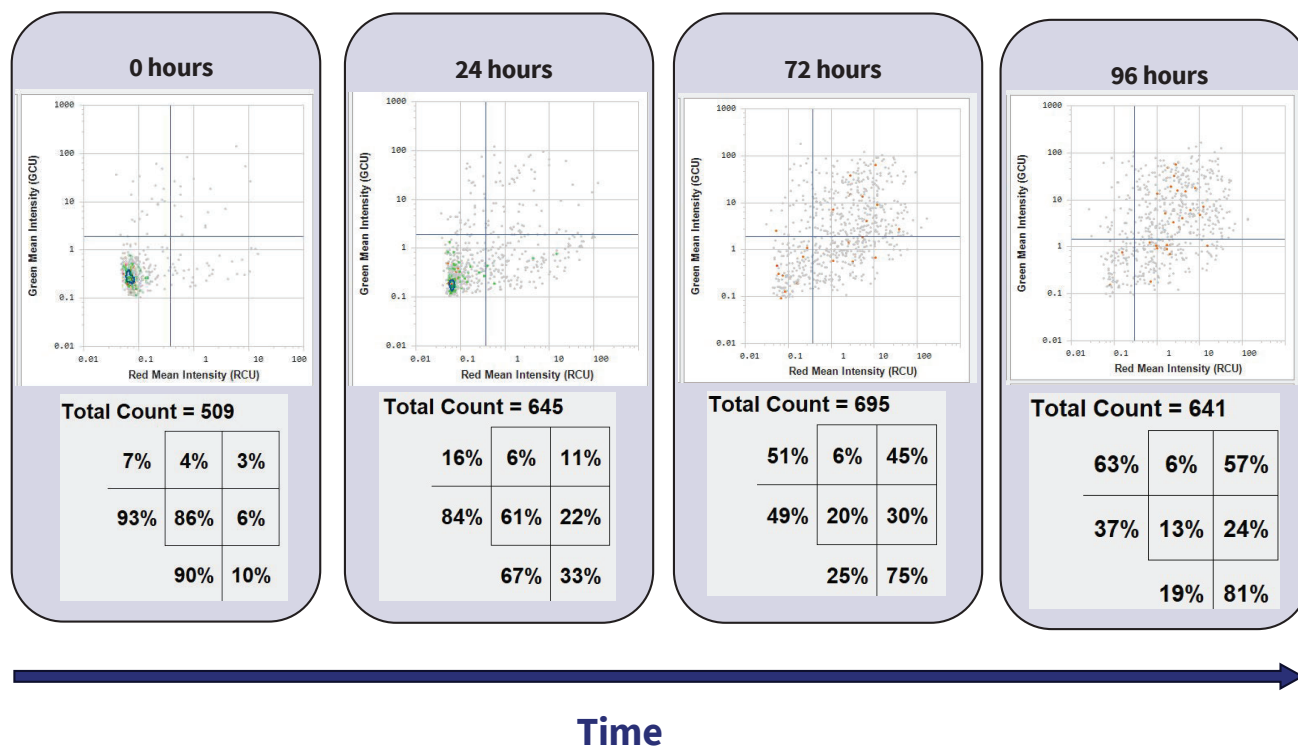 0 hours
1000
100
10
1
0.1
0.01
Green Mean Intensity (GCU)
0.01 0.1 1 10 100
Red Mean Intensity (RCU)
Total Count = 509
7% 4% 3%
93% 86% 6%
90% 10%
24 hours
1000
100
10
1
0.1
0.01
Green Mean Intensity (GCU)
0.01 0.1 1 10 100
Red Mean Intensity (RCU)
Total Count = 645
16% 6% 11%
84% 61% 22%
67% 33%
72 hours
1000
100
10
1
0.1
0.01
Green Mean Intensity (GCU)
0.01 0.1 1 10 100
Red Mean Intensity (RCU)
Total Count = 695
51% 6% 45%
49% 20% 30%
25% 75%
96 hours
1000
100
10
1
0.1
0.01
Green Mean Intensity (GCU)
0.01 0.1 1 10 100
Red Mean Intensity (RCU)
Total Count = 641
63% 6% 57%
37% 13% 24%
19% 81%
Time